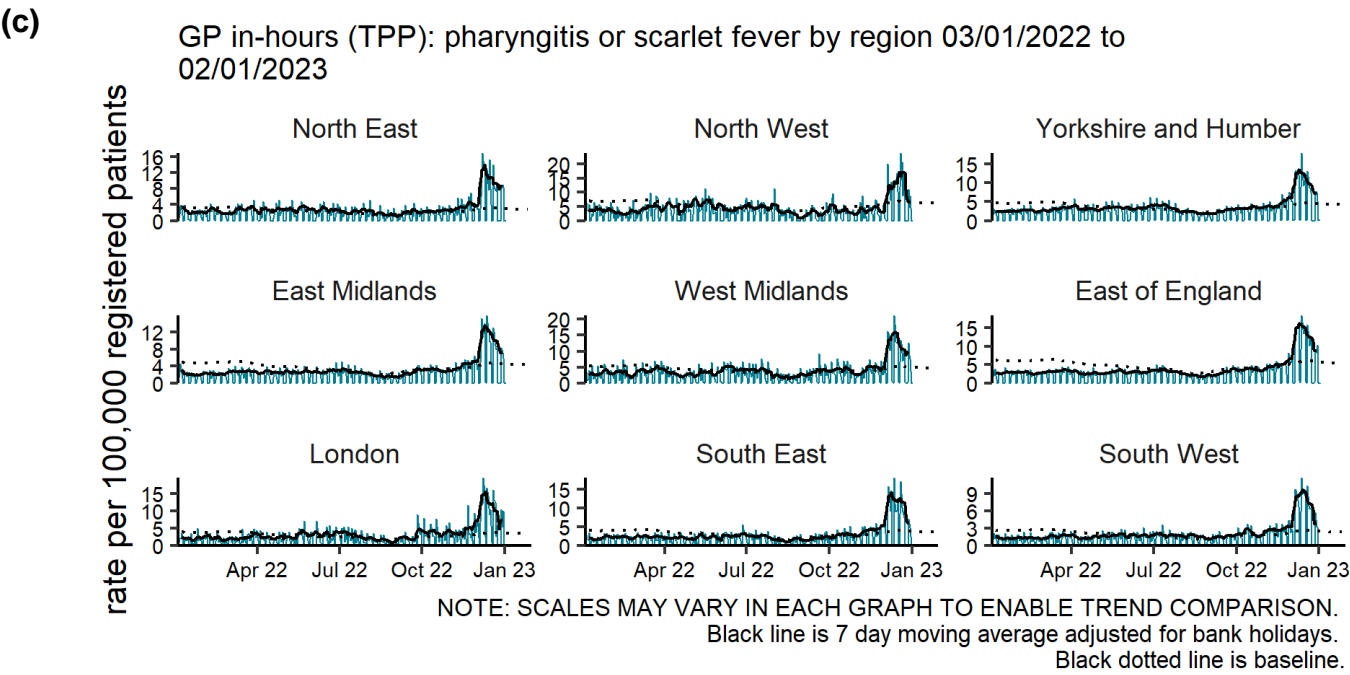 (c)
GP in-hours (TPP): pharyngitis or scarlet fever by region 03/01/2022 to
02/01/2023
rate per 100,000 registered patients
North East
16
12
8
4
0
North West
20
15
10
5
0
Yorkshire and Humber
15
10
5
0
East Midlands
12
8
4
0
West Midlands
20
15
10
5
0
East of England
15
10
5
0
London
15
10
5
0
South East
15
10
5
0
South West
9
6
3
0
Apr 22 Jul 22 Oct 22 Jan 23
Apr 22 Jul 22 Oct 22 Jan 23
Apr 22 Jul 22 Oct 22 Jan 23
NOTE: SCALES MAY VARY IN EACH GRAPH TO ENABLE TREND COMPARISON.
Black line is 7 day moving average adjusted for bank holidays.
Black dotted line is baseline.